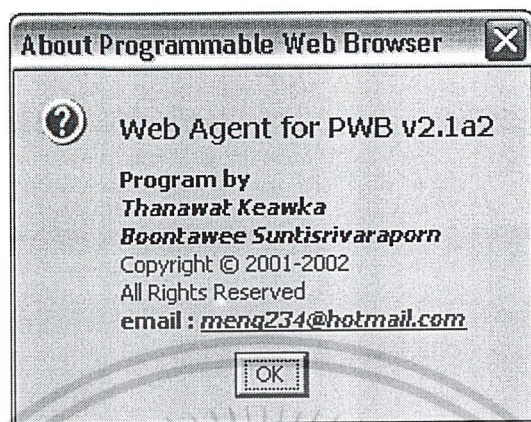 About Programmable Web Browser
Web Agent for PWB v2.1a2
Program by
Thanawat Keawka
Boontawee Suntisrivaraporn
Copyright © 2001-2002
All Rights Reserved
email : meng234@hotmail.com
OK